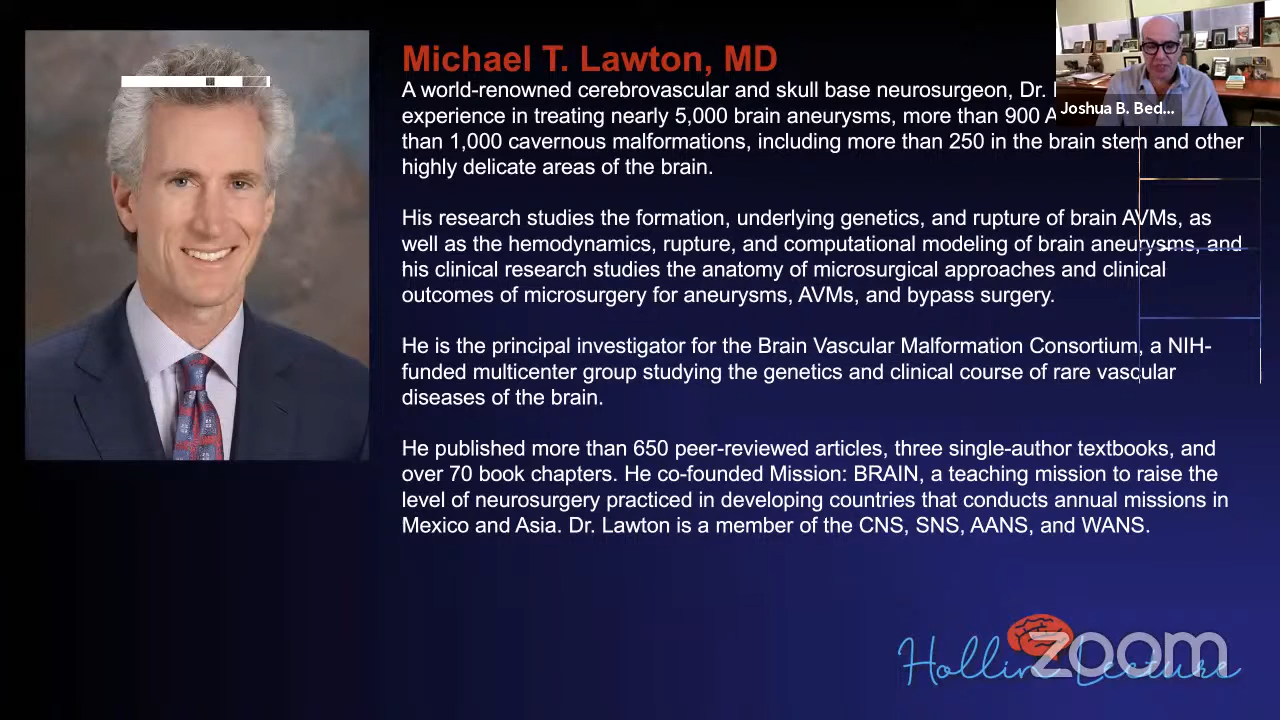 Michael T. Lawton, MD
A world-renowned cerebrovascular and skull base neurosurgeon, Dr.
experience in treating nearly 5,000 brain aneurysms, more than 900
than 1,000 cavernous malformations, including more than 250 in the brain stem and other
highly delicate areas of the brain.
His research studies the formation, underlying genetics, and rupture of brain AVMs, as
well as the hemodynamics, rupture, and computational modeling of brain aneurysms, and
his clinical research studies the anatomy of microsurgical approaches and clinical
outcomes of microsurgery for aneurysms, AVMs, and bypass surgery.
He is the principal investigator for the Brain Vascular Malformation Consortium, a NIH-
funded multicenter group studying the genetics and clinical course of rare vascular
diseases of the brain.
He published more than 650 peer-reviewed articles, three single-author textbooks, and
over 70 book chapters. He co-founded Mission: BRAIN, a teaching mission to raise the
level of neurosurgery practiced in developing countries that conducts annual missions in
Mexico and Asia. Dr. Lawton is a member of the CNS, SNS, AANS, and WANS.
Joshua B. Bed...
zoom
Lecture